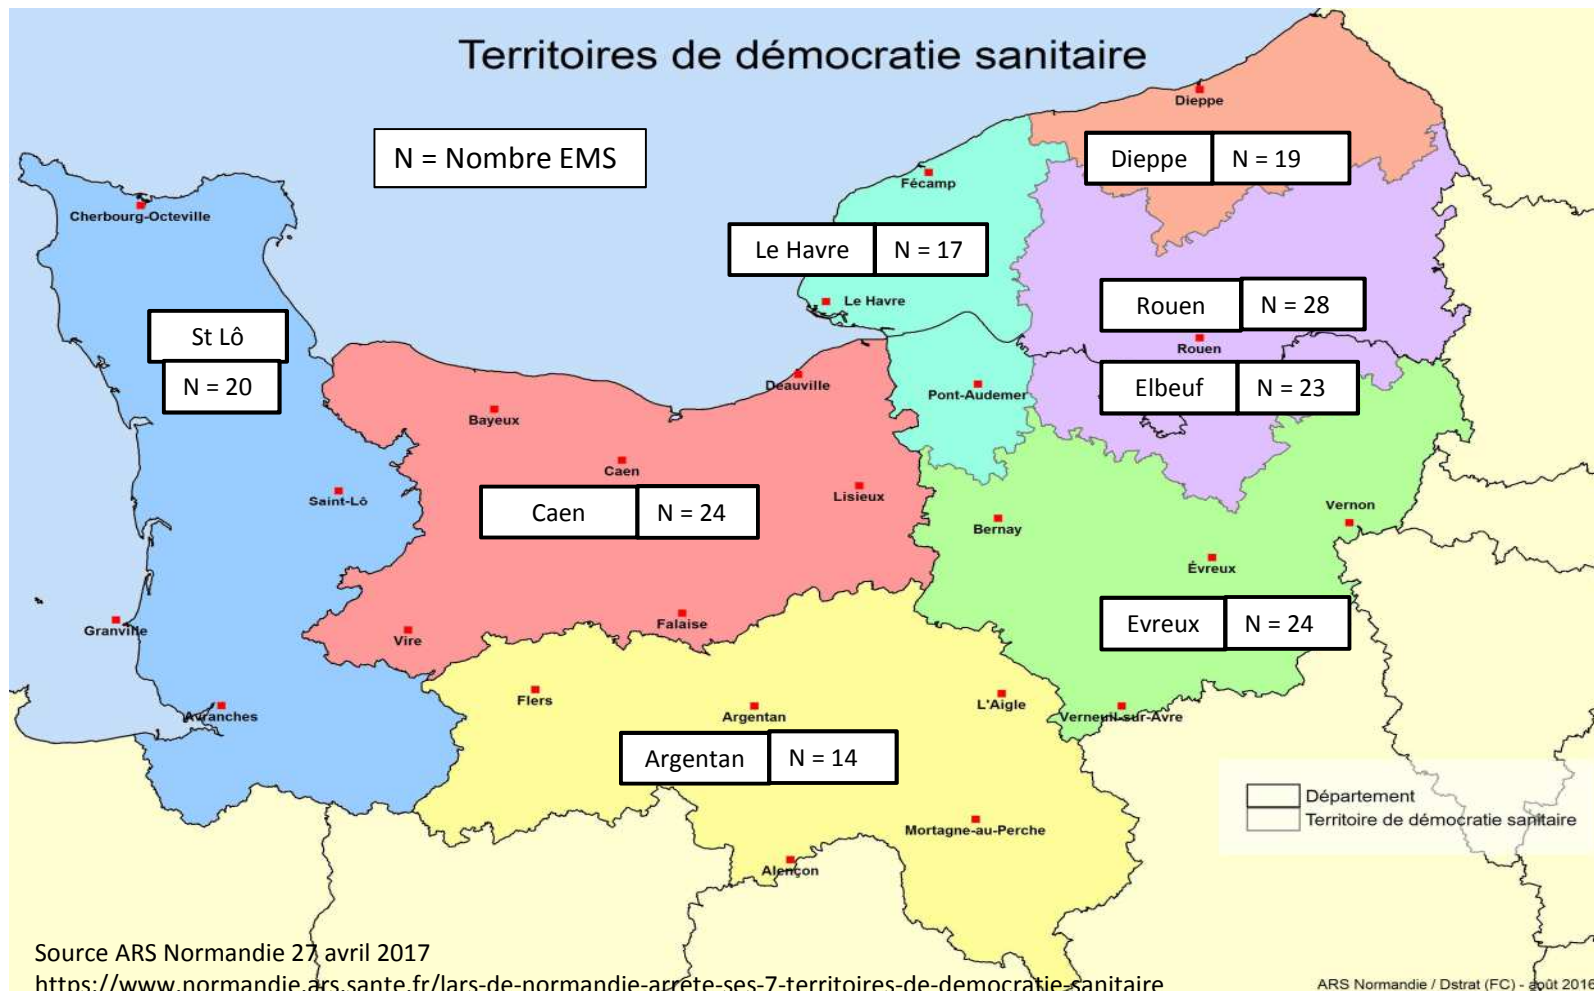 Territoires de démocratie sanitaire
N = Nombre EMS
Dieppe
Dieppe N = 19
Fécamp
Cherbourg-Octeville
Le Havre N = 17
Le Havre
Rouen N = 28
Rouen
St Lô
N = 20
Elbeuf N = 23
Deauville
Pont-Audemer
Bayeux
Caen
Lisieux
Saint-Lô
Caen N = 24
Bernay
Vernon
Évreux
Evreux N = 24
Granville
Vire
Falaise
Flers
Argentan
L'Aigle
Avranches
Verneuil-sur-Avre
Argentan N = 14
Mortagne-au-Perche
Alençon
Département
Territoire de démocratie sanitaire
Source ARS Normandie 27 avril 2017
https://www.normandie.ars.sante.fr/lars-de-normandie-arrete-ses-7-territoires-de-democratie-sanitaire
ARS Normandie / Dstrat (FC) - août 2016